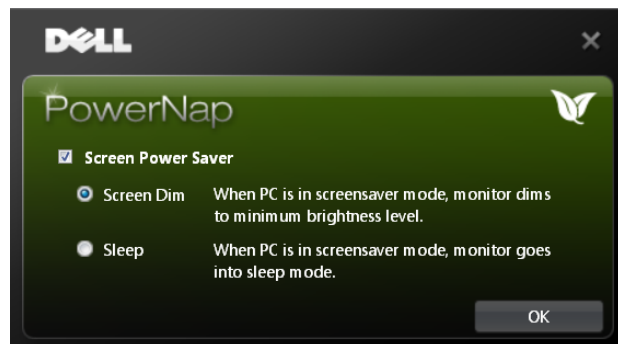 DELL
PowerNap
Screen Power Saver
Screen Dim When PC is in screensaver mode, monitor dims
to minimum brightness level.
Sleep When PC is in screensaver mode, monitor goes
into sleep mode.
OK